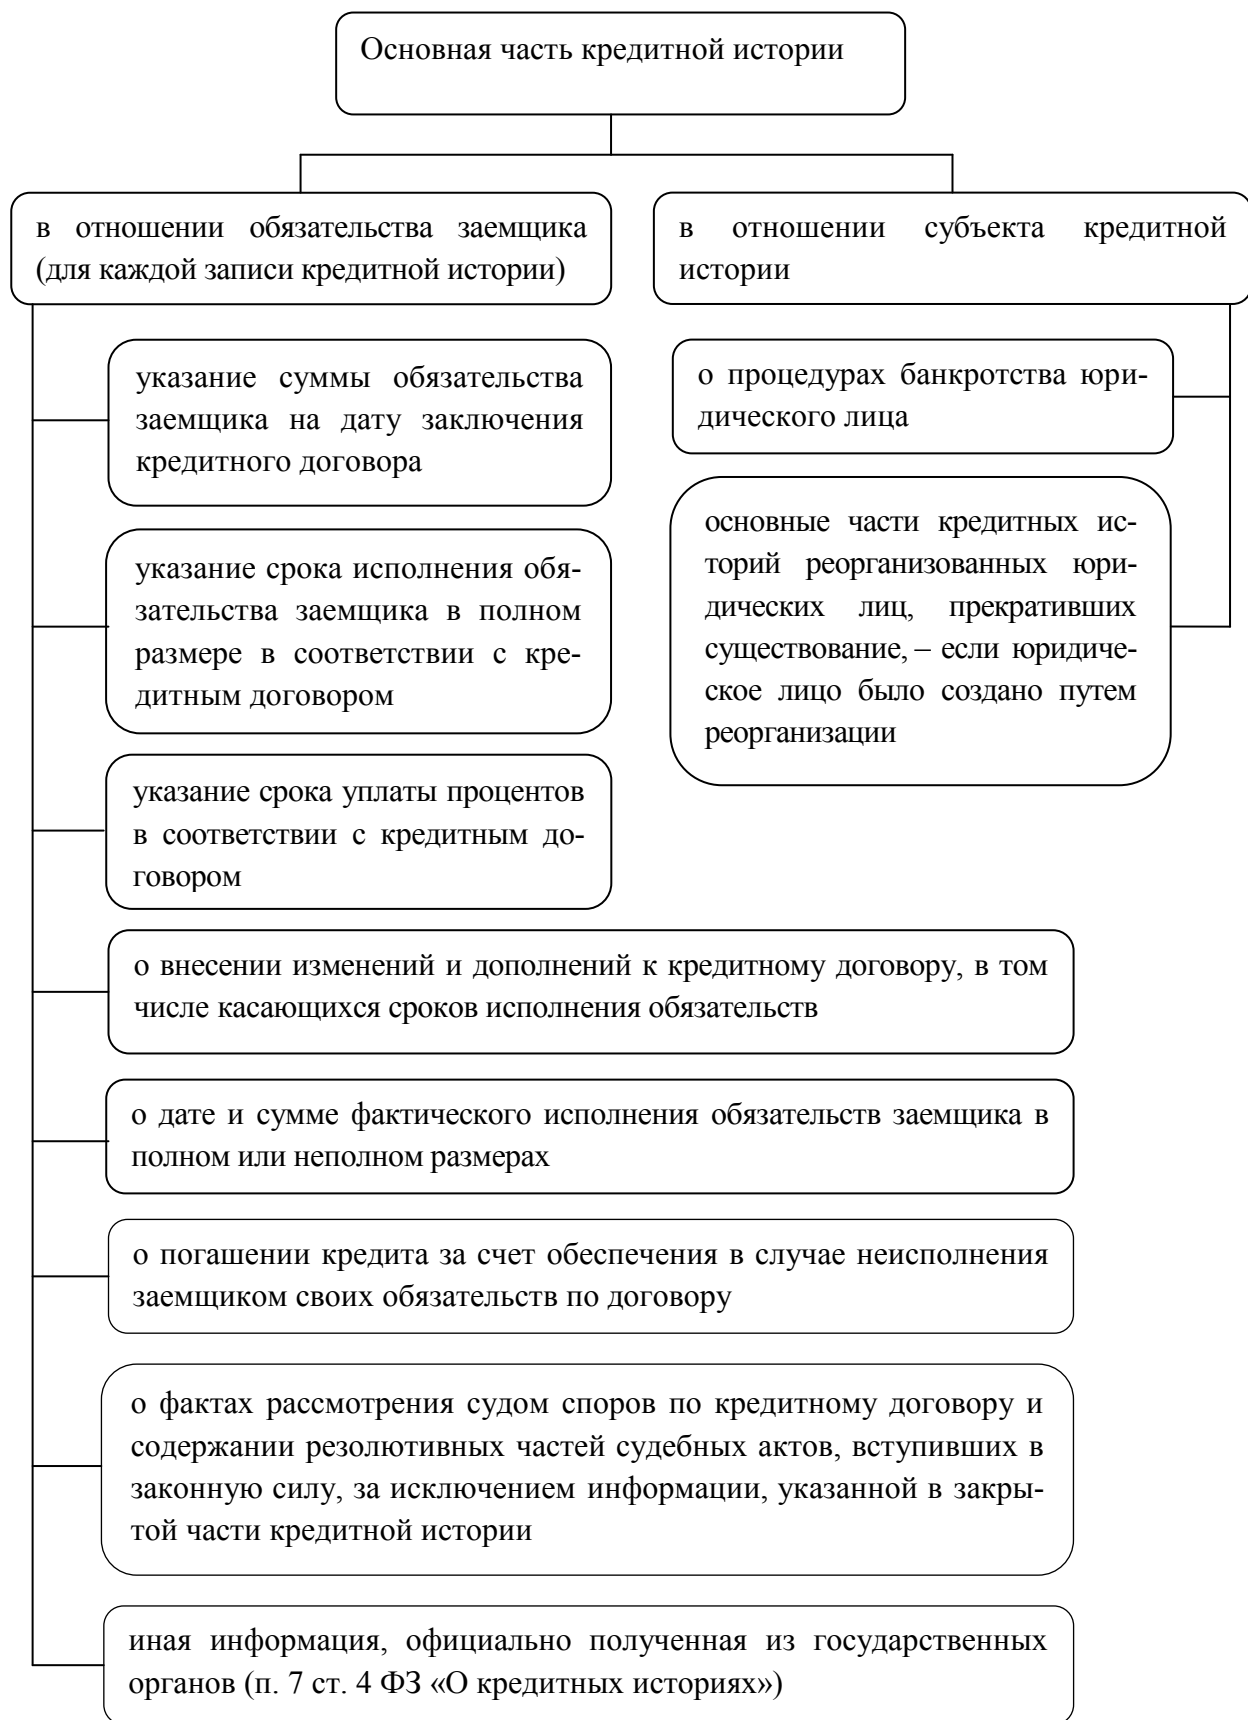 Основная часть кредитной истории
в отношении обязательства заемщика
(для каждой записи кредитной истории)
в отношении субъекта кредитной
истории
указание суммы обязательства
заемщика на дату заключения
кредитного договора
указание срока исполнения обя-
зательства заемщика в полном
размере в соответствии с кре-
дитным договором
указание срока уплаты процентов
в соответствии с кредитным до-
говором
о внесении изменений и дополнений к кредитному договору, в том
числе касающихся сроков исполнения обязательств
о дате и сумме фактического исполнения обязательств заемщика в
полном или неполном размерах
о погашении кредита за счет обеспечения в случае неисполнения
заемщиком своих обязательств по договору
о фактах рассмотрения судом споров по кредитному договору и
содержании резолютивных частей судебных актов, вступивших в
законную силу, за исключением информации, указанной в закры-
той части кредитной истории
иная информация, официально полученная из государственных
органов (п. 7 ст. 4 ФЗ «О кредитных историях»)
о процедурах банкротства юри-
дического лица
основные части кредитных ис-
торий реорганизованных юри-
дических лиц, прекративших
существование, – если юридиче-
ское лицо было создано путем
реорганизации